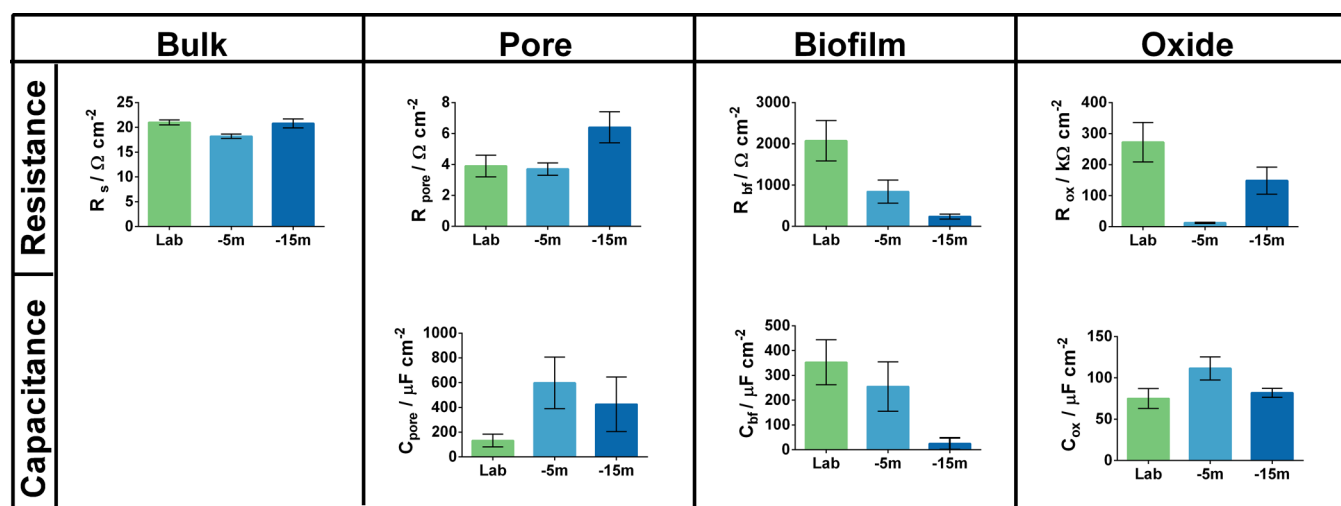 Bulk
Pore
Biofilm
Oxide
Resistance
R s / Ω cm-2
25
20
15
10
5
0
Lab -5m -15m
R pore / Ω cm-2
8
6
4
2
0
Lab -5m -15m
R bf / Ω cm-2
3000
2000
1000
0
Lab -5m -15m
R ox / kΩ cm-2
400
300
200
100
0
Lab -5m -15m
Capacitance
Cpore / µF cm-2
1000
800
600
400
200
0
Lab -5m -15m
Cbf / µF cm-2
500
400
300
200
100
0
Lab -5m -15m
Cox / µF cm-2
150
100
50
0
Lab -5m -15m